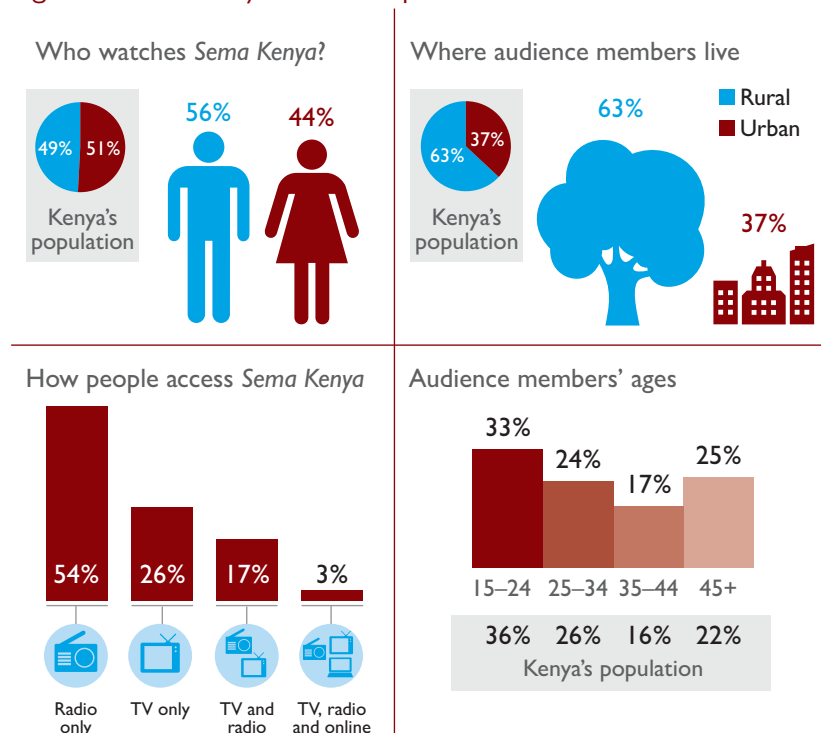 Who watches Sema Kenya?
49%
51%
Kenya's
population
56%
44%
Where audience members live
63%
37%
Kenya's
population
63%
Rural
Urban
37%
How people access Sema Kenya
54%
26%
17%
3%
Radio
only
TV only
TV and
radio
TV, radio
and online
Audience members' ages
33%
24%
17%
25%
15–24 25–34 35–44 45+
36% 26% 16% 22%
Kenya's population